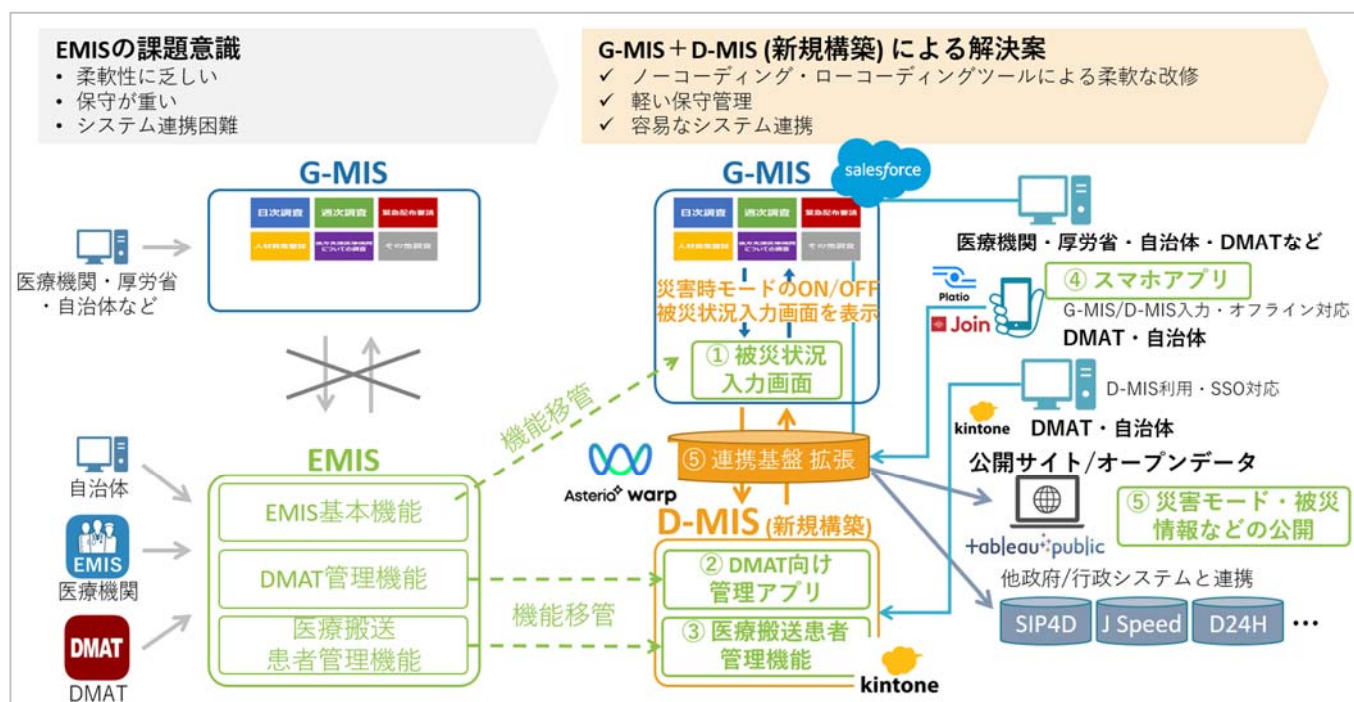 EMISの課題意識
• 柔軟性に乏しい
• 保守が重い
• システム連携困難
G-MIS＋D-MIS (新規構築) による解決案
✓ ノーコーディング・ローコーディングツールによる柔軟な改修
✓ 軽い保守管理
✓ 容易なシステム連携
G-MIS
日次調査
週次調査
緊急配布要請
その他調査
医療機関・厚労省
・自治体など
自治体
EMIS
医療機関
DMAT
DMAT
EMIS
EMIS基本機能
DMAT管理機能
医療搬送
患者管理機能
機能移管
機能移管
G-MIS
salesforce
日次調査
週次調査
緊急配布要請
その他調査
災害時モードのON/OFF
被災状況入力画面を表示
① 被災状況
入力画面
Asteria warp
⑤ 連携基盤 拡張
D-MIS (新規構築)
② DMAT向け
管理アプリ
③ 医療搬送患者
管理機能
kintone
医療機関・厚労省・自治体・DMATなど
Platio
Join
④ スマホアプリ
G-MIS/D-MIS入力・オフライン対応
DMAT・自治体
D-MIS利用・SSO対応
kintone
DMAT・自治体
公開サイト/オープンデータ
tableau public
⑤ 災害モード・被災
情報などの公開
他政府/行政システムと連携
SIP4D
J Speed
D24H
…